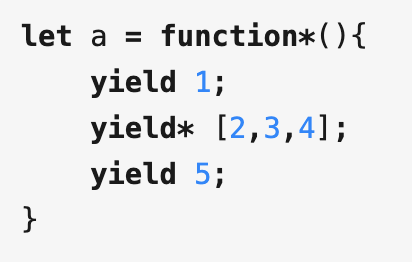 let a = function*(){
    yield 1;
    yield* [2,3,4];
    yield 5;
}